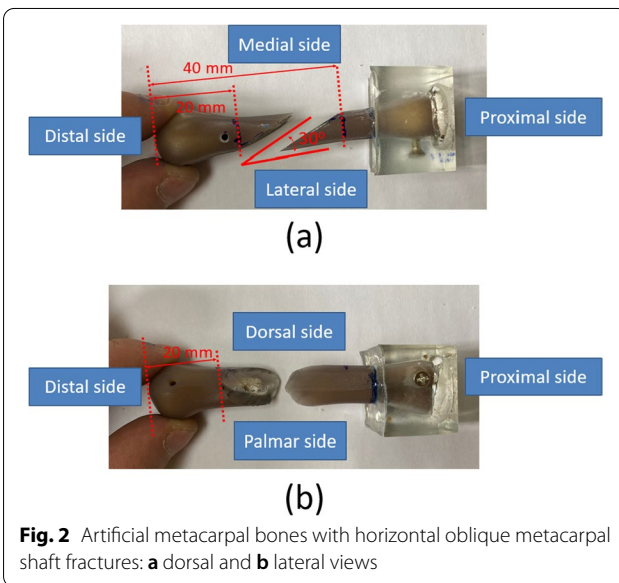 Medial side
40 mm
20 mm
Distal side
Proximal side
30°
Lateral side
(a)
Dorsal side
20 mm
Distal side
Proximal side
Palmar side
(b)
Fig. 2 Artificial metacarpal bones with horizontal oblique metacarpal
shaft fractures: a dorsal and b lateral views